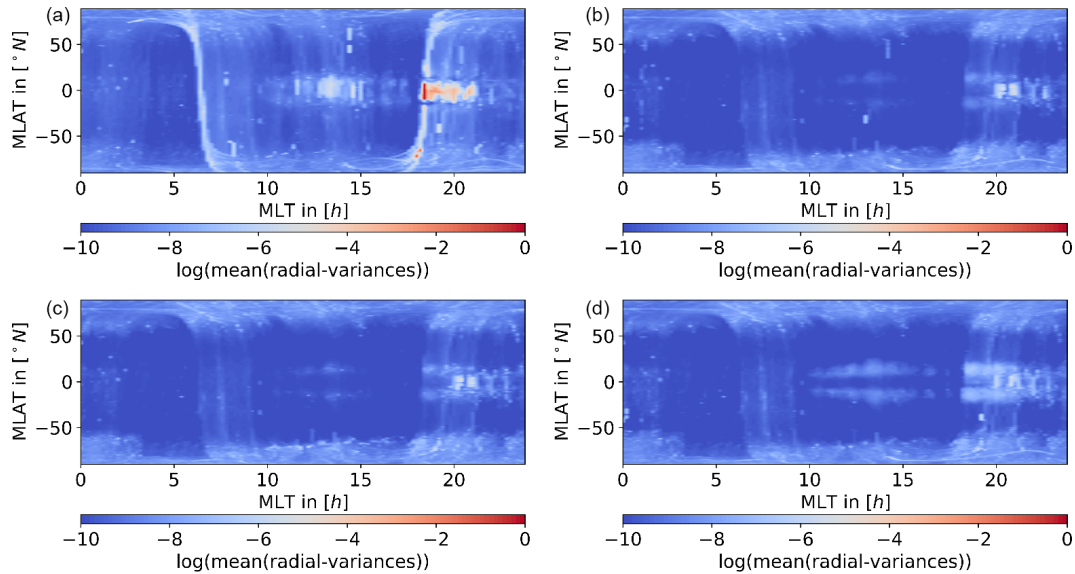 (a)
MLAT in [° N]
50
0
−50
0 5 10 15 20
MLT in [h]
−10 −8 −6 −4 −2 0
log(mean(radial-variances))
(b)
MLAT in [° N]
50
0
−50
0 5 10 15 20
MLT in [h]
−10 −8 −6 −4 −2 0
log(mean(radial-variances))
(c)
MLAT in [° N]
50
0
−50
0 5 10 15 20
MLT in [h]
−10 −8 −6 −4 −2 0
log(mean(radial-variances))
(d)
MLAT in [° N]
50
0
−50
0 5 10 15 20
MLT in [h]
−10 −8 −6 −4 −2 0
log(mean(radial-variances))